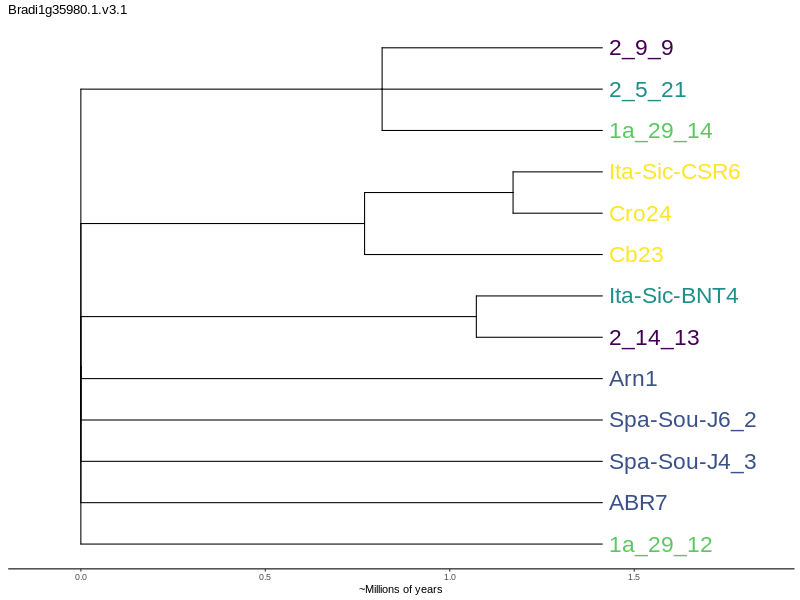 Bradi1g35980.1.v3.1
2_9_9
2_5_21
1a_29_14
Ita-Sic-CSR6
Cro24
Cb23
Ita-Sic-BNT4
2_14_13
Arn1
Spa-Sou-J6_2
Spa-Sou-J4_3
ABR7
1a_29_12
0.0 0.5 1.0 1.5
~Millions of years